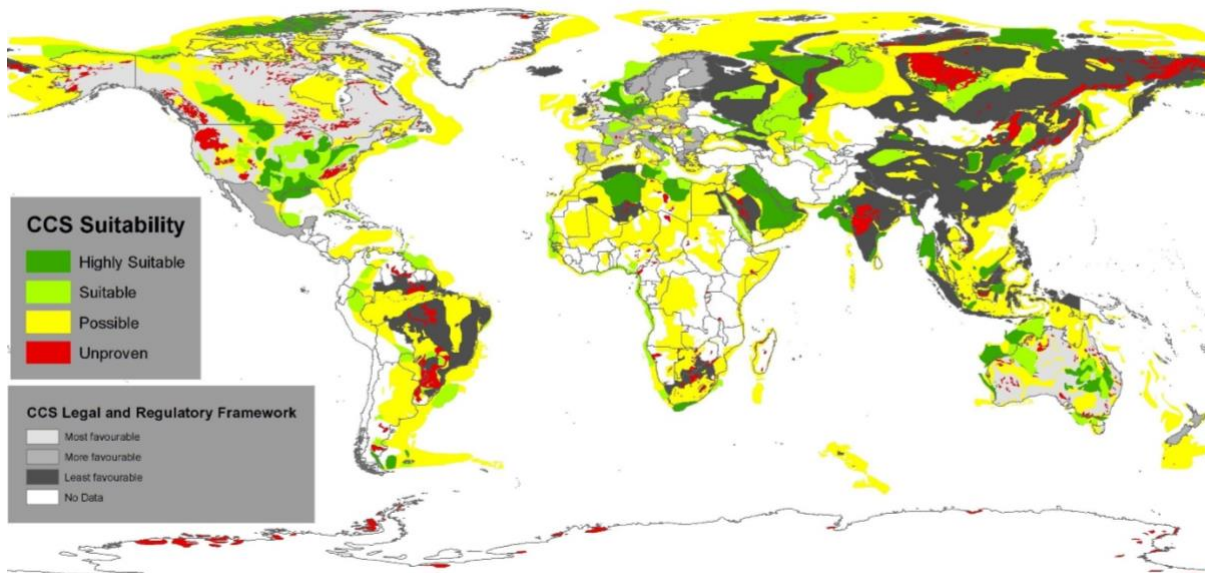 CCS Suitability
Highly Suitable
Suitable
Possible
Unproven
CCS Legal and Regulatory Framework
Most favourable
More favourable
Least favourable
No Data